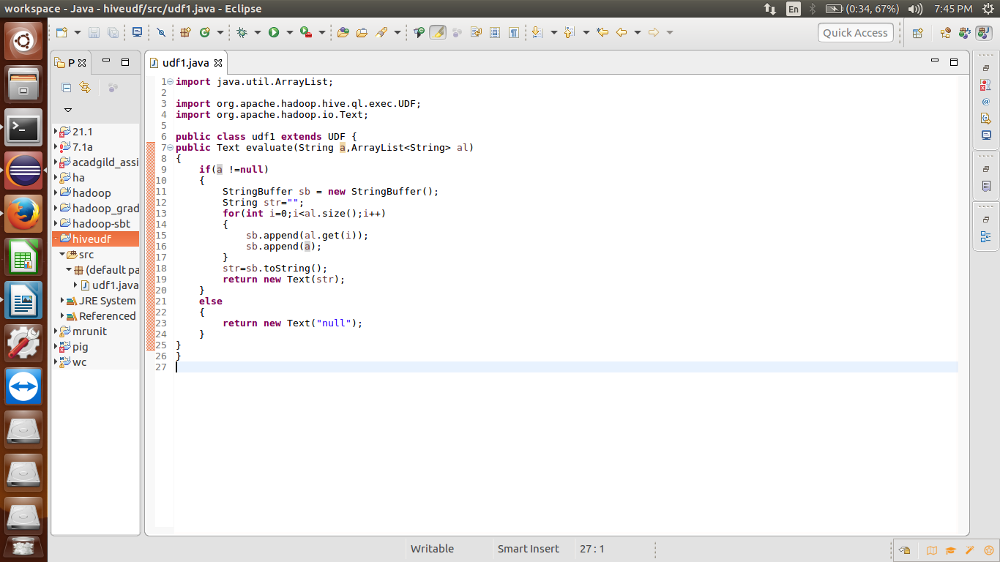 workspace - Java - hiveudf/src/udf1.java - Eclipse
En
(0:34, 67%)
7:45 PM
Quick Access
P
udf1.java
21.1
7.1a
acadgild_assi
ha
hadoop
hadoop_grad
hadoop-sbt
hiveudf
src
(default pa
udf1.java
JRE System
Referenced
mrunit
pig
wc
1 import java.util.ArrayList;
2
3 import org.apache.hadoop.hive.ql.exec.UDF;
4 import org.apache.hadoop.io.Text;
5
6 public class udf1 extends UDF {
7 public Text evaluate(String a,ArrayList<String> al)
8 {
9     if(a !=null)
10     {
11         StringBuffer sb = new StringBuffer();
12         String str="";
13         for(int i=0;i<al.size();i++)
14         {
15             sb.append(al.get(i));
16             sb.append(a);
17         }
18         str=sb.toString();
19         return new Text(str);
20     }
21     else
22     {
23         return new Text("null");
24     }
25 }
26 }
27
Writable
Smart Insert
27 : 1